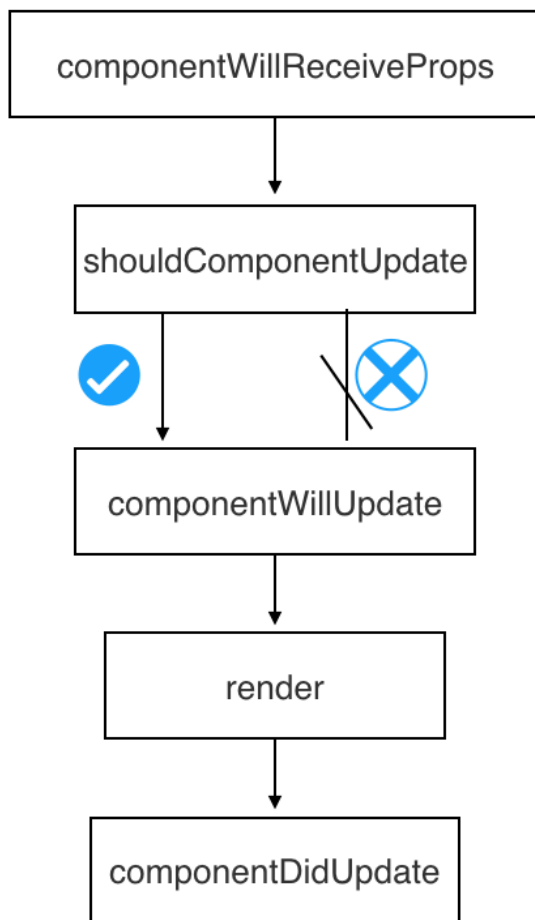 componentWillReceiveProps
shouldComponentUpdate
componentWillUpdate
render
componentDidUpdate